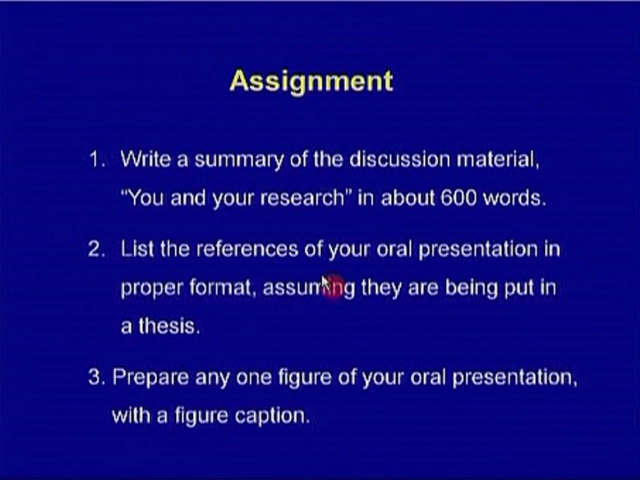 Assignment
1. Write a summary of the discussion material,
“You and your research” in about 600 words.
2. List the references of your oral presentation in
proper format, assuming they are being put in
a thesis.
3. Prepare any one figure of your oral presentation,
with a figure caption.